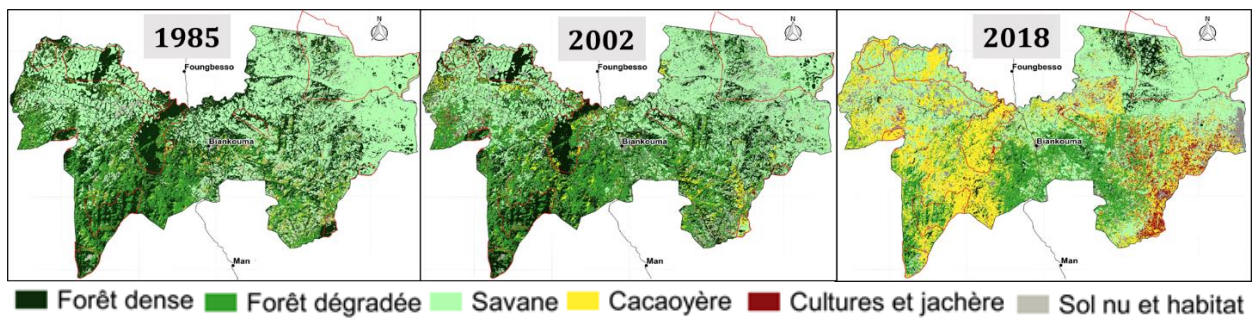 1985
N
Foungbesso
Biankouma
Man
2002
N
Foungbesso
Biankouma
Man
2018
N
Foungbesso
Biankouma
Man
Forêt dense Forêt dégradée Savane Cacaoyère Cultures et jachère Sol nu et habitat